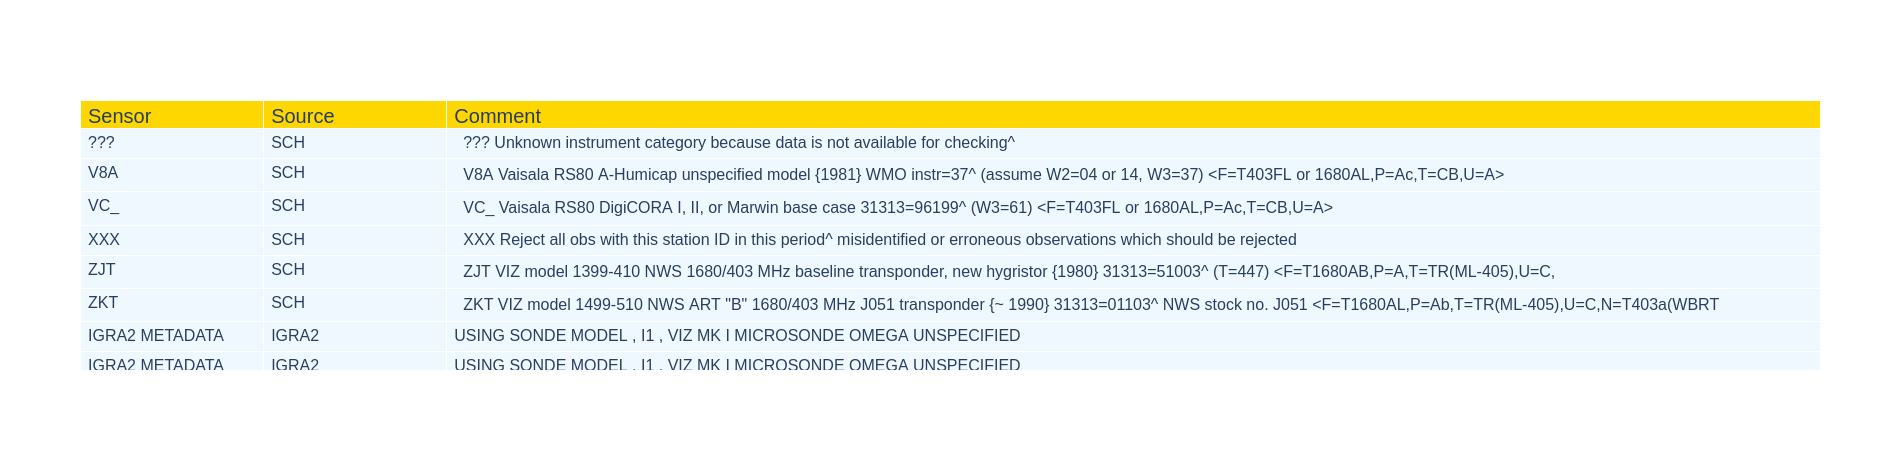 Sensor Source Comment
??? SCH ??? Unknown instrument category because data is not available for checking^
V8A SCH V8A Vaisala RS80 A-Humicap unspecified model {1981} WMO instr=37^ (assume W2=04 or 14, W3=37) <F=T403FL or 1680AL,P=Ac,T=CB,U=A>
VC_ SCH VC_ Vaisala RS80 DigiCORA I, II, or Marwin base case 31313=96199^ (W3=61) <F=T403FL or 1680AL,P=Ac,T=CB,U=A>
XXX SCH XXX Reject all obs with this station ID in this period^ misidentified or erroneous observations which should be rejected
ZJT SCH ZJT VIZ model 1399-410 NWS 1680/403 MHz baseline transponder, new hygristor {1980} 31313=51003^ (T=447) <F=T1680AB,P=A,T=TR(ML-405),U=C,
ZKT SCH ZKT VIZ model 1499-510 NWS ART "B" 1680/403 MHz J051 transponder {~ 1990} 31313=01103^ NWS stock no. J051 <F=T1680AL,P=Ab,T=TR(ML-405),U=C,N=T403a(WBRT
IGRA2 METADATA IGRA2 USING SONDE MODEL , I1 , VIZ MK I MICROSONDE OMEGA UNSPECIFIED
IGRA2 METADATA IGRA2 USING SONDE MODEL , I1 , VIZ MK I MICROSONDE OMEGA UNSPECIFIED